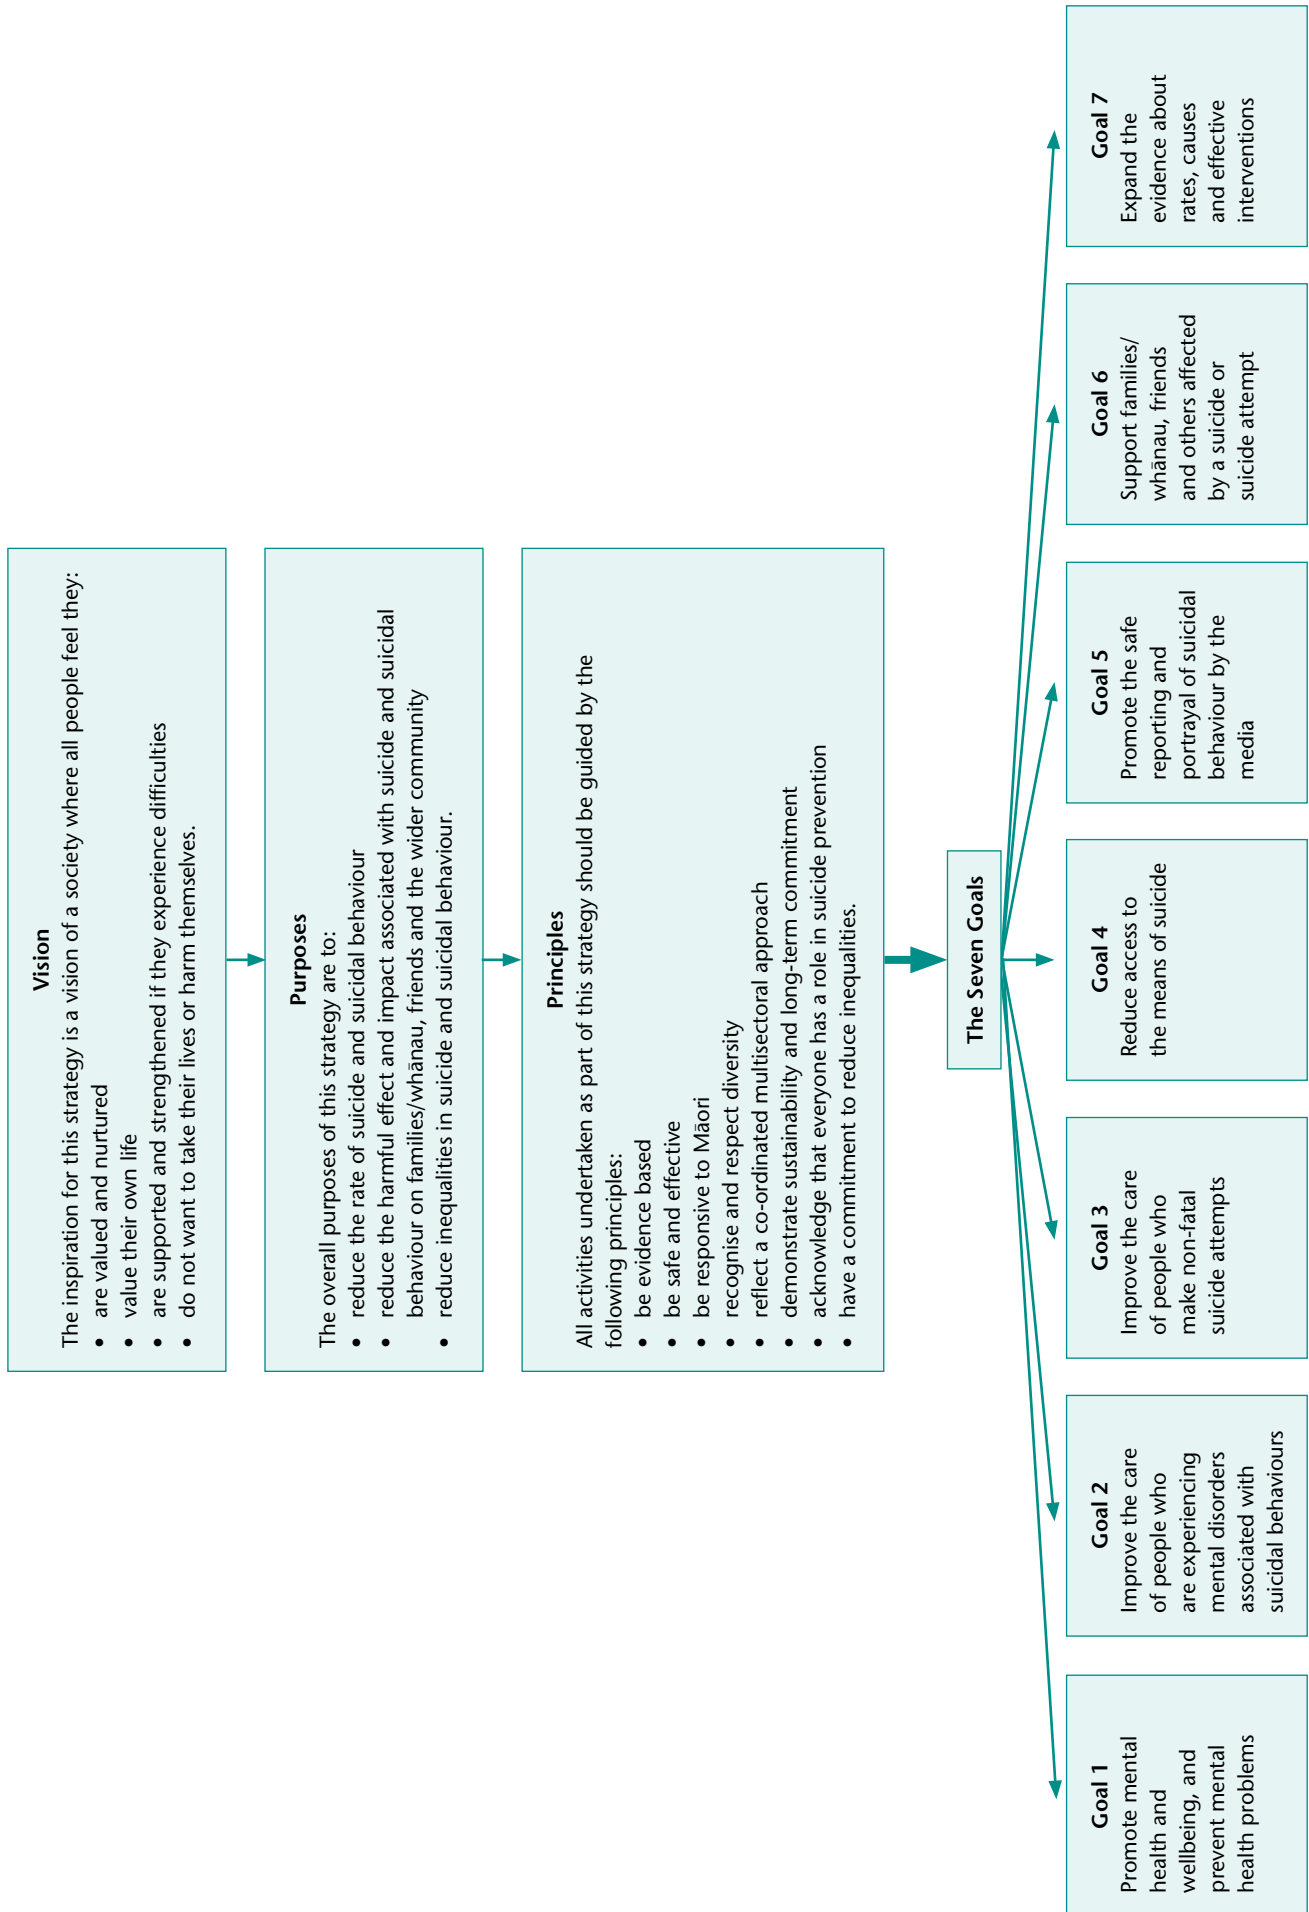 Vision
The inspiration for this strategy is a vision of a society where all people feel they:
• are valued and nurtured
• value their own life
• are supported and strengthened if they experience difficulties
• do not want to take their lives or harm themselves.
Purposes
The overall purposes of this strategy are to:
• reduce the rate of suicide and suicidal behaviour
• reduce the harmful effect and impact associated with suicide and suicidal
behaviour on families/whānau, friends and the wider community
• reduce inequalities in suicide and suicidal behaviour.
Principles
All activities undertaken as part of this strategy should be guided by the
following principles:
• be evidence based
• be safe and effective
• be responsive to Māori
• recognise and respect diversity
• reflect a co-ordinated multisectoral approach
• demonstrate sustainability and long-term commitment
• acknowledge that everyone has a role in suicide prevention
• have a commitment to reduce inequalities.
The Seven Goals
Goal 1
Promote mental
health and
wellbeing, and
prevent mental
health problems
Goal 2
Improve the care
of people who
are experiencing
mental disorders
associated with
suicidal behaviours
Goal 3
Improve the care
of people who
make non-fatal
suicide attempts
Goal 4
Reduce access to
the means of suicide
Goal 5
Promote the safe
reporting and
portrayal of suicidal
behaviour by the
media
Goal 6
Support families/
whānau, friends
and others affected
by a suicide or
suicide attempt
Goal 7
Expand the
evidence about
rates, causes
and effective
interventions